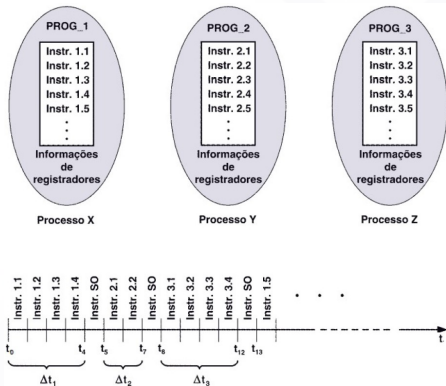 PROG_1
Instr. 1.1
Instr. 1.2
Instr. 1.3
Instr. 1.4
Instr. 1.5
Informações
de
registradores
Processo X
PROG_2
Instr. 2.1
Instr. 2.2
Instr. 2.3
Instr. 2.4
Instr. 2.5
Informações
de
registradores
Processo Y
PROG_3
Instr. 3.1
Instr. 3.2
Instr. 3.3
Instr. 3.4
Instr. 3.5
Informações
de
registradores
Processo Z
Instr. 1.1
Instr. 1.2
Instr. 1.3
Instr. 1.4
Instr. SO
Instr. 2.1
Instr. 2.2
Instr. SO
Instr. 3.1
Instr. 3.2
Instr. 3.3
Instr. 3.4
Instr. SO
Instr. 1.5
t₀ t₄ t₅ t₇ t₈ t₁₂ t₁₃ t
Δt₁ Δt₂ Δt₃